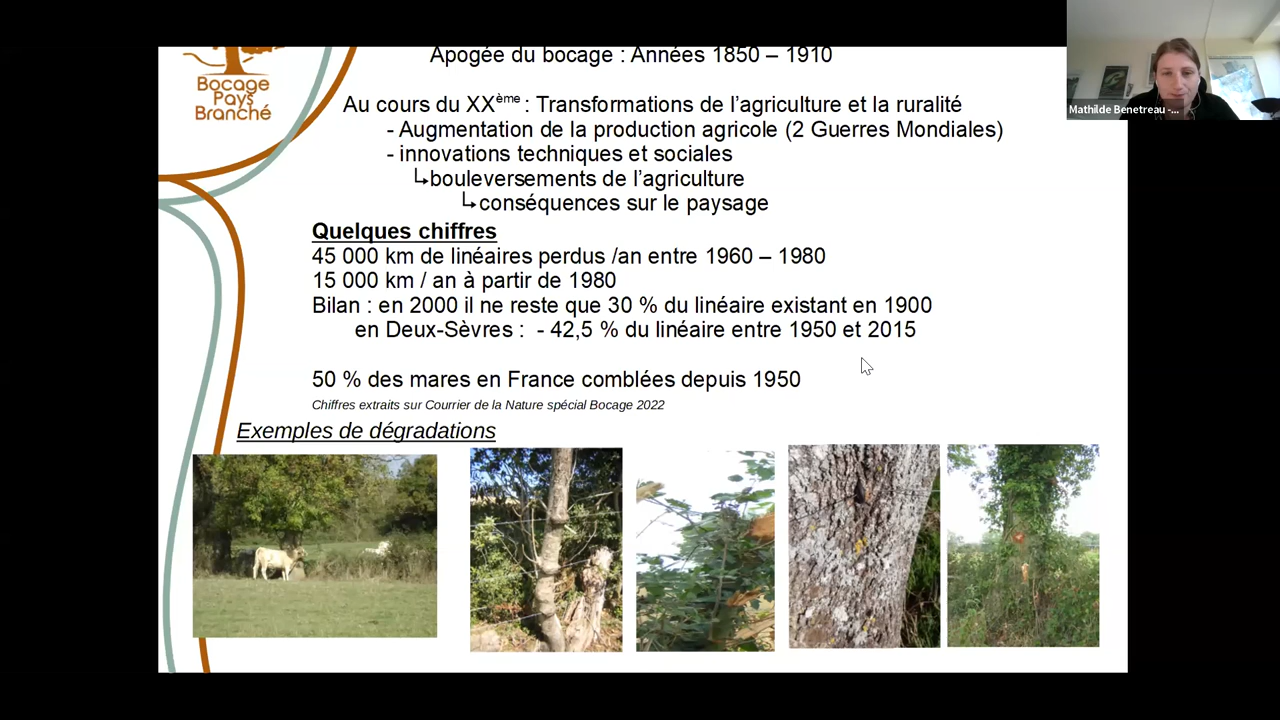 Apogée du bocage : Années 1850 – 1910
Bocage
Pays
Branché
Mathilde Benetreau -...
Au cours du XXème : Transformations de l'agriculture et la ruralité
- Augmentation de la production agricole (2 Guerres Mondiales)
- innovations techniques et sociales
↳bouleversements de l'agriculture
↳conséquences sur le paysage
Quelques chiffres
45 000 km de linéaires perdus /an entre 1960 – 1980
15 000 km / an à partir de 1980
Bilan : en 2000 il ne reste que 30 % du linéaire existant en 1900
en Deux-Sèvres : - 42,5 % du linéaire entre 1950 et 2015
50 % des mares en France comblées depuis 1950
Chiffres extraits sur Courrier de la Nature spécial Bocage 2022
Exemples de dégradations